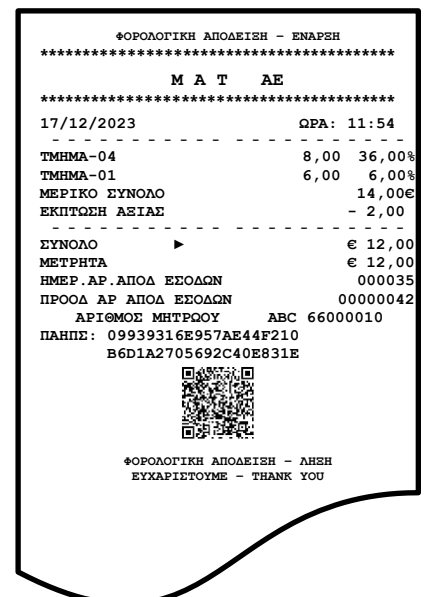 ΦΟΡΟΛΟΓΙΚΗ ΑΠΟΔΕΙΞΗ – ΕΝΑΡΞΗ
******************************************
Μ Α Τ ΑΕ
******************************************
17/12/2023 ΩΡΑ: 11:54
- - - - - - - - - - - - - - - - - - - - -
ΤΜΗΜΑ-04 8,00 36,00%
ΤΜΗΜΑ-01 6,00 6,00%
ΜΕΡΙΚΟ ΣΥΝΟΛΟ 14,00€
ΕΚΠΤΩΣΗ ΑΞΙΑΣ - 2,00
- - - - - - - - - - - - - - - - - - - - -
ΣΥΝΟΛΟ ► € 12,00
ΜΕΤΡΗΤΑ € 12,00
ΗΜΕΡ.ΑΡ.ΑΠΟΔ ΕΣΟΔΩΝ 000035
ΠΡΟΟΔ ΑΡ ΑΠΟΔ ΕΣΟΔΩΝ 00000042
ΑΡΙΘΜΟΣ ΜΗΤΡΩΟΥ ABC 66000010
ΠΑΗΠΣ: 09939316E957AE44F210
B6D1A2705692C40E831E
ΦΟΡΟΛΟΓΙΚΗ ΑΠΟΔΕΙΞΗ – ΛΗΞΗ
ΕΥΧΑΡΙΣΤΟΥΜΕ – THANK YOU